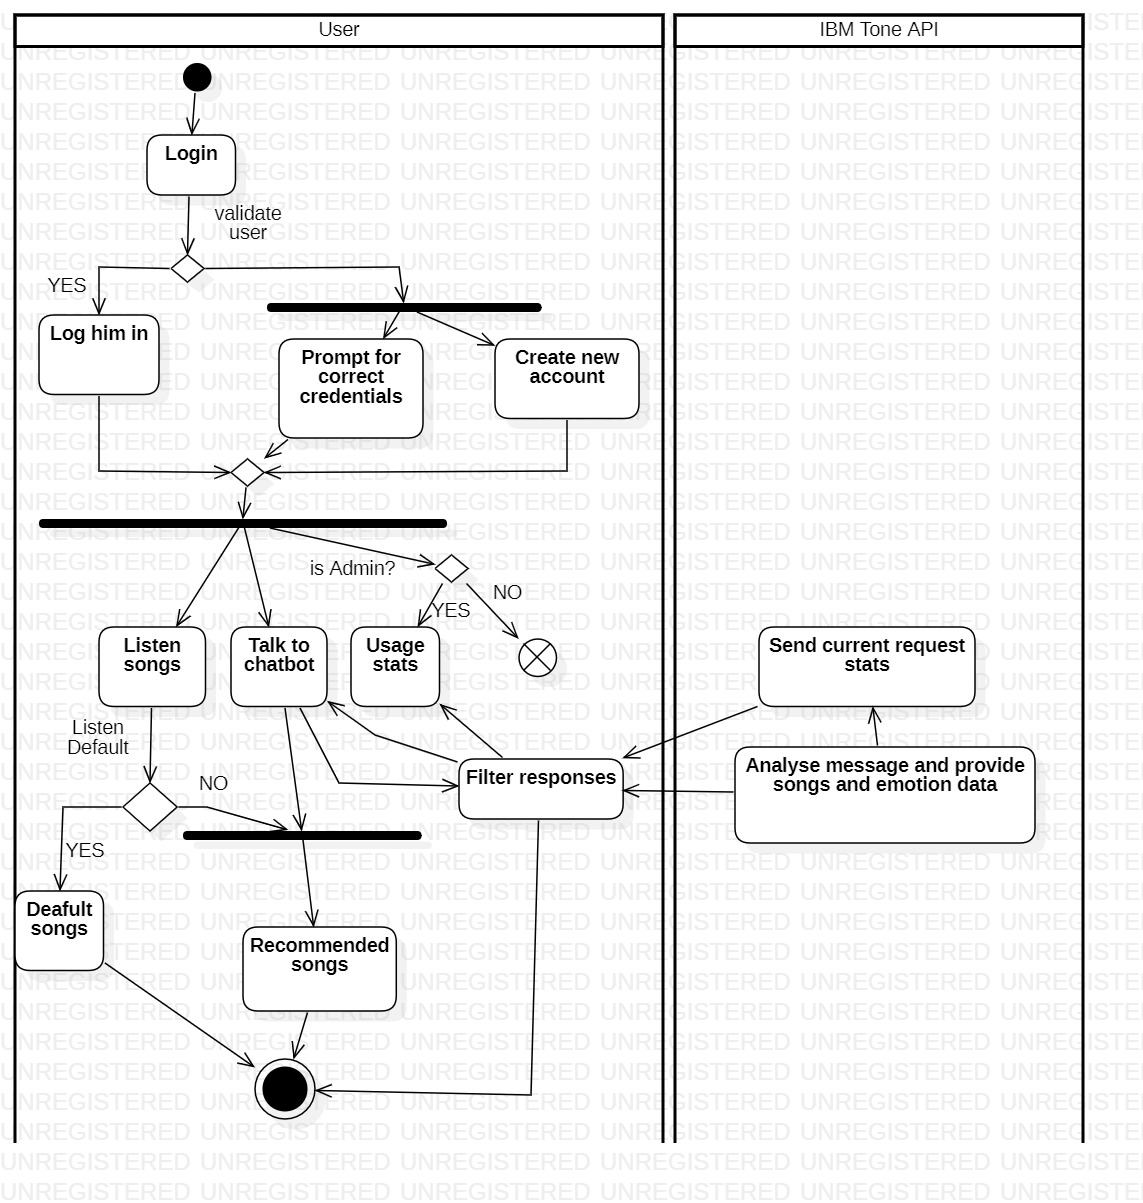 User
IBM Tone API
Login
validate
user
YES
Log him in
Prompt for
correct
credentials
Create new
account
is Admin?
NO
YES
Listen
songs
Talk to
chatbot
Usage
stats
Send current request
stats
Listen
Default
NO
Filter responses
Analyse message and provide
songs and emotion data
YES
Deafult
songs
Recommended
songs
UNREGISTERED UNREGISTERED UNREGISTERED UNREGISTERED UNREGISTERED UNREGISTERED